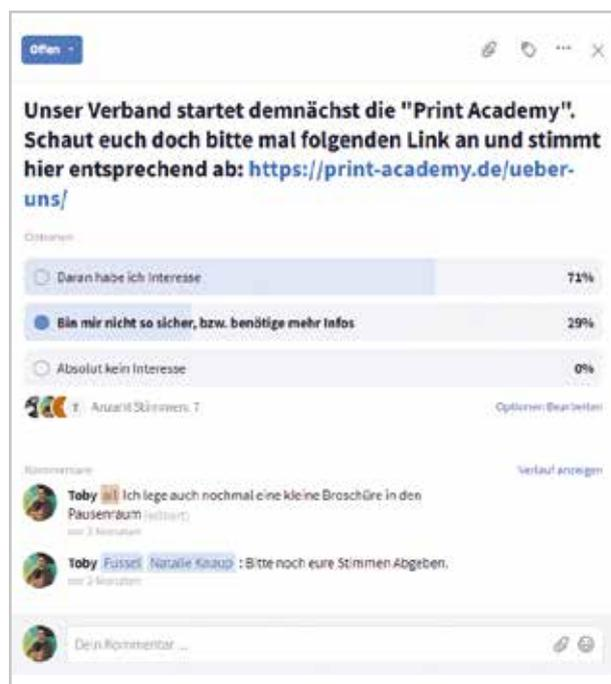 Offen
Unser Verband startet demnächst die "Print Academy".
Schaut euch doch bitte mal folgenden Link an und stimmt
hier entsprechend ab: https://print-academy.de/ueber-
uns/
Optionen
Daran habe ich Interesse 71%
Bin mir nicht so sicher, bzw. benötige mehr Infos 29%
Absolut kein Interesse 0%
7 Anzahl Stimmen: 7 Optionen Bearbeiten
Kommentare Verlauf anzeigen
Toby all Ich lege auch nochmal eine kleine Broschüre in den
Pausenraum (editiert)
vor 3 Monaten
Toby Fussel Natalie Knaup : Bitte noch eure Stimmen Abgeben.
vor 3 Monaten
Dein Kommentar ...